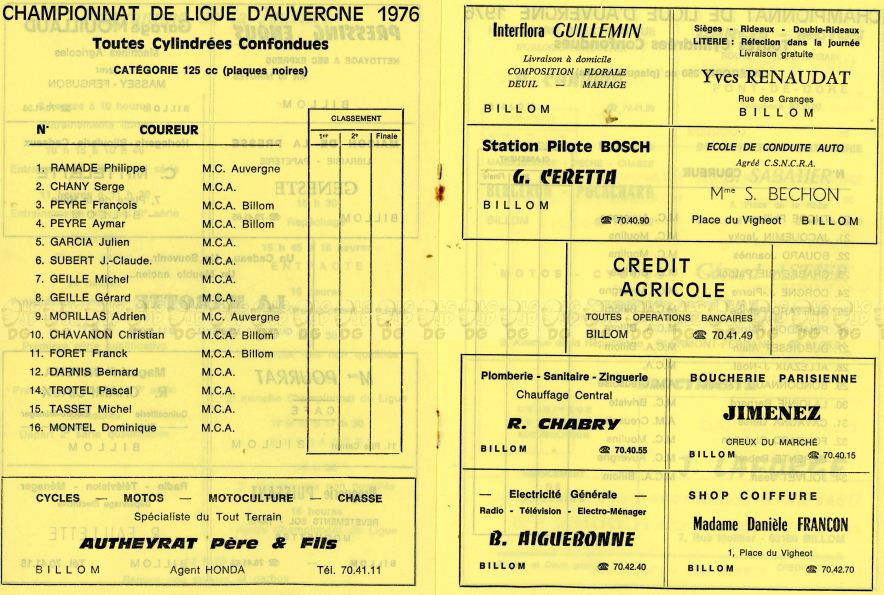 CHAMPIONNAT DE LIGUE D'AUVERGNE 1976
Toutes Cylindrées Confondues
CATÉGORIE 125 cc (plaques noires)
CLASSEMENT
N° COUREUR 1er 2e Finale
1. RAMADE Philippe M.C. Auvergne
2. CHANY Serge M.C.A.
3. PEYRE François M.C.A. Billom
4. PEYRE Aymar M.C.A. Billom
5. GARCIA Julien M.C.A.
6. SUBERT J.-Claude. M.C.A.
7. GEILLE Michel M.C.A.
8. GEILLE Gérard M.C.A.
9. MORILLAS Adrien M.C. Auvergne
10. CHAVANON Christian M.C.A. Billom
11. FORET Franck M.C.A. Billom
12. DARNIS Bernard M.C.A.
14. TROTEL Pascal M.C.A.
15. TASSET Michel M.C.A.
16. MONTEL Dominique M.C.A.
CYCLES — MOTOS — MOTOCULTURE — CHASSE
Spécialiste du Tout Terrain
AUTHEYRAT Père & Fils
BILLOM Agent HONDA Tél. 70.41.11
Interflora GUILLEMIN
Livraison à domicile
COMPOSITION FLORALE
DEUIL — MARIAGE
BILLOM
Sièges - Rideaux - Double-Rideaux
LITERIE : Réfection dans la journée
Livraison gratuite
Yves RENAUDAT
Rue des Granges
BILLOM
Station Pilote BOSCH
G. CERETTA
BILLOM
☎ 70.40.90
ECOLE DE CONDUITE AUTO
Agréé C.S.N.C.R.A.
Mme S. BECHON
Place du Vigheot BILLOM
CREDIT
AGRICOLE
TOUTES OPERATIONS BANCAIRES
BILLOM ☎ 70.41.49
Plomberie - Sanitaire - Zinguerie
Chauffage Central
R. CHABRY
BILLOM ☎ 70.40.55
BOUCHERIE PARISIENNE
JIMENEZ
CREUX DU MARCHÉ
BILLOM ☎ 70.40.15
— Electricité Générale —
Radio - Télévision - Electro-Ménager
B. AIGUEBONNE
BILLOM ☎ 70.42.40
SHOP COIFFURE
Madame Danièle FRANCON
1, Place du Vigheot
BILLOM ☎ 70.42.70